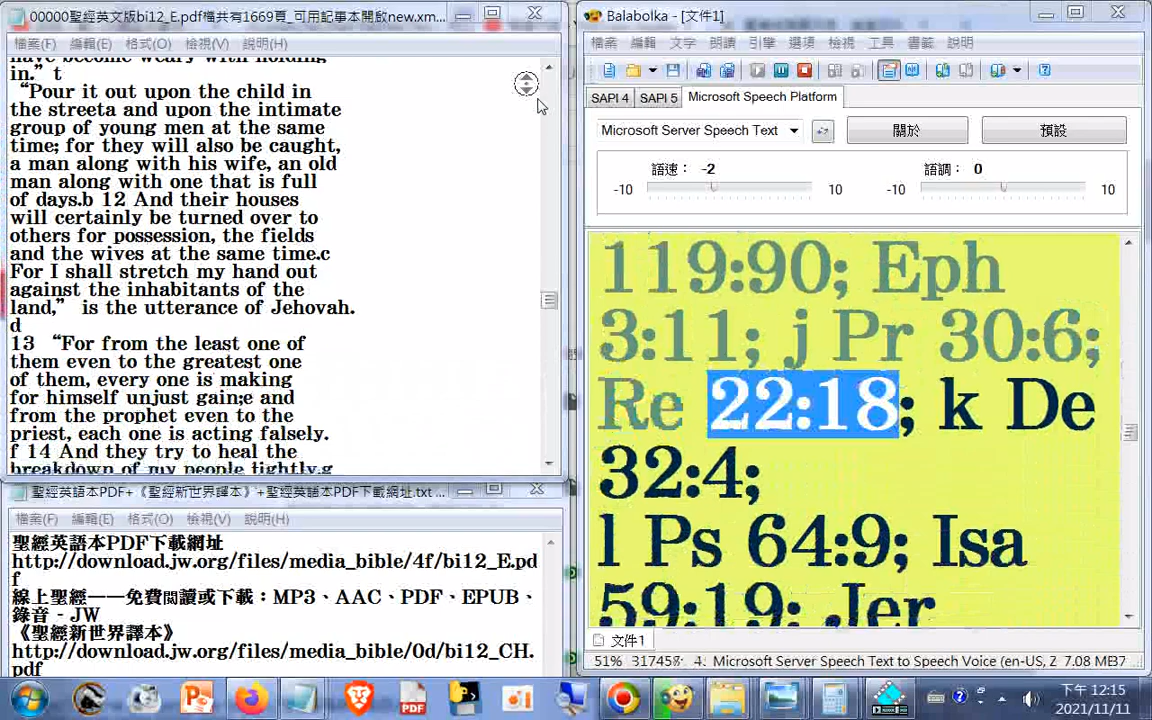 00000聖經英文版bi12_E.pdf檔共有1669頁_可用記事本開啟new.xm...
檔案(F) 編輯(E) 格式(O) 檢視(V) 說明(H)
have become weary with holding
in.” t
“Pour it out upon the child in
the streeta and upon the intimate
group of young men at the same
time; for they will also be caught,
a man along with his wife, an old
man along with one that is full
of days.b 12 And their houses
will certainly be turned over to
others for possession, the fields
and the wives at the same time.c
For I shall stretch my hand out
against the inhabitants of the
land,” is the utterance of Jehovah.
d
13 “For from the least one of
them even to the greatest one
of them, every one is making
for himself unjust gain;e and
from the prophet even to the
priest, each one is acting falsely.
f 14 And they try to heal the
breakdown of my people lightly,g
聖經英語本PDF+《聖經新世界譯本》+聖經英語本PDF下載網址.txt ...
檔案(F) 編輯(E) 格式(O) 檢視(V) 說明(H)
聖經英語本PDF下載網址
http://download.jw.org/files/media_bible/4f/bi12_E.pd
f
線上聖經——免費閱讀或下載：MP3、AAC、PDF、EPUB、
錄音 - JW
《聖經新世界譯本》
http://download.jw.org/files/media_bible/0d/bi12_CH.
pdf
Balabolka - [文件1]
檔案 編輯 文字 朗讀 引擎 選項 檢視 工具 書籤 說明
SAPI 4 SAPI 5 Microsoft Speech Platform
Microsoft Server Speech Text 關於 預設
語速： -2 語調： 0
-10 10 -10 10
119:90; Eph
3:11; j Pr 30:6;
Re 22:18; k De
32:4;
l Ps 64:9; Isa
59:19; Jer
文件1
51% 317458: 4. Microsoft Server Speech Text to Speech Voice (en-US, Z 7.08 MB
下午 12:15
2021/11/11